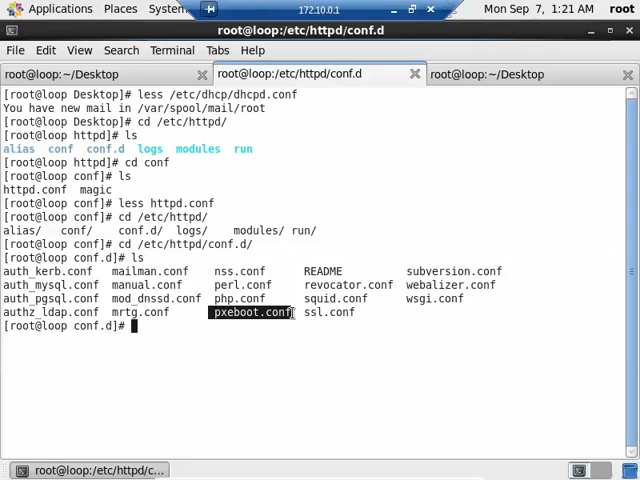 Applications Places System 172.10.0.1 Mon Sep 7, 1:21 AM root
root@loop:/etc/httpd/conf.d
File Edit View Search Terminal Tabs Help
root@loop:~/Desktop root@loop:/etc/httpd/conf.d root@loop:~/Desktop
[root@loop Desktop]# less /etc/dhcp/dhcpd.conf
You have new mail in /var/spool/mail/root
[root@loop Desktop]# cd /etc/httpd/
[root@loop httpd]# ls
alias conf conf.d logs modules run
[root@loop httpd]# cd conf
[root@loop conf]# ls
httpd.conf magic
[root@loop conf]# less httpd.conf
[root@loop conf]# cd /etc/httpd/
alias/ conf/ conf.d/ logs/ modules/ run/
[root@loop conf]# cd /etc/httpd/conf.d/
[root@loop conf.d]# ls
auth_kerb.conf mailman.conf nss.conf README subversion.conf
auth_mysql.conf manual.conf perl.conf revocator.conf webalizer.conf
auth_pgsql.conf mod_dnssd.conf php.conf squid.conf wsgi.conf
authz_ldap.conf mrtg.conf pxeboot.conf ssl.conf
[root@loop conf.d]#
root@loop:/etc/httpd/c...